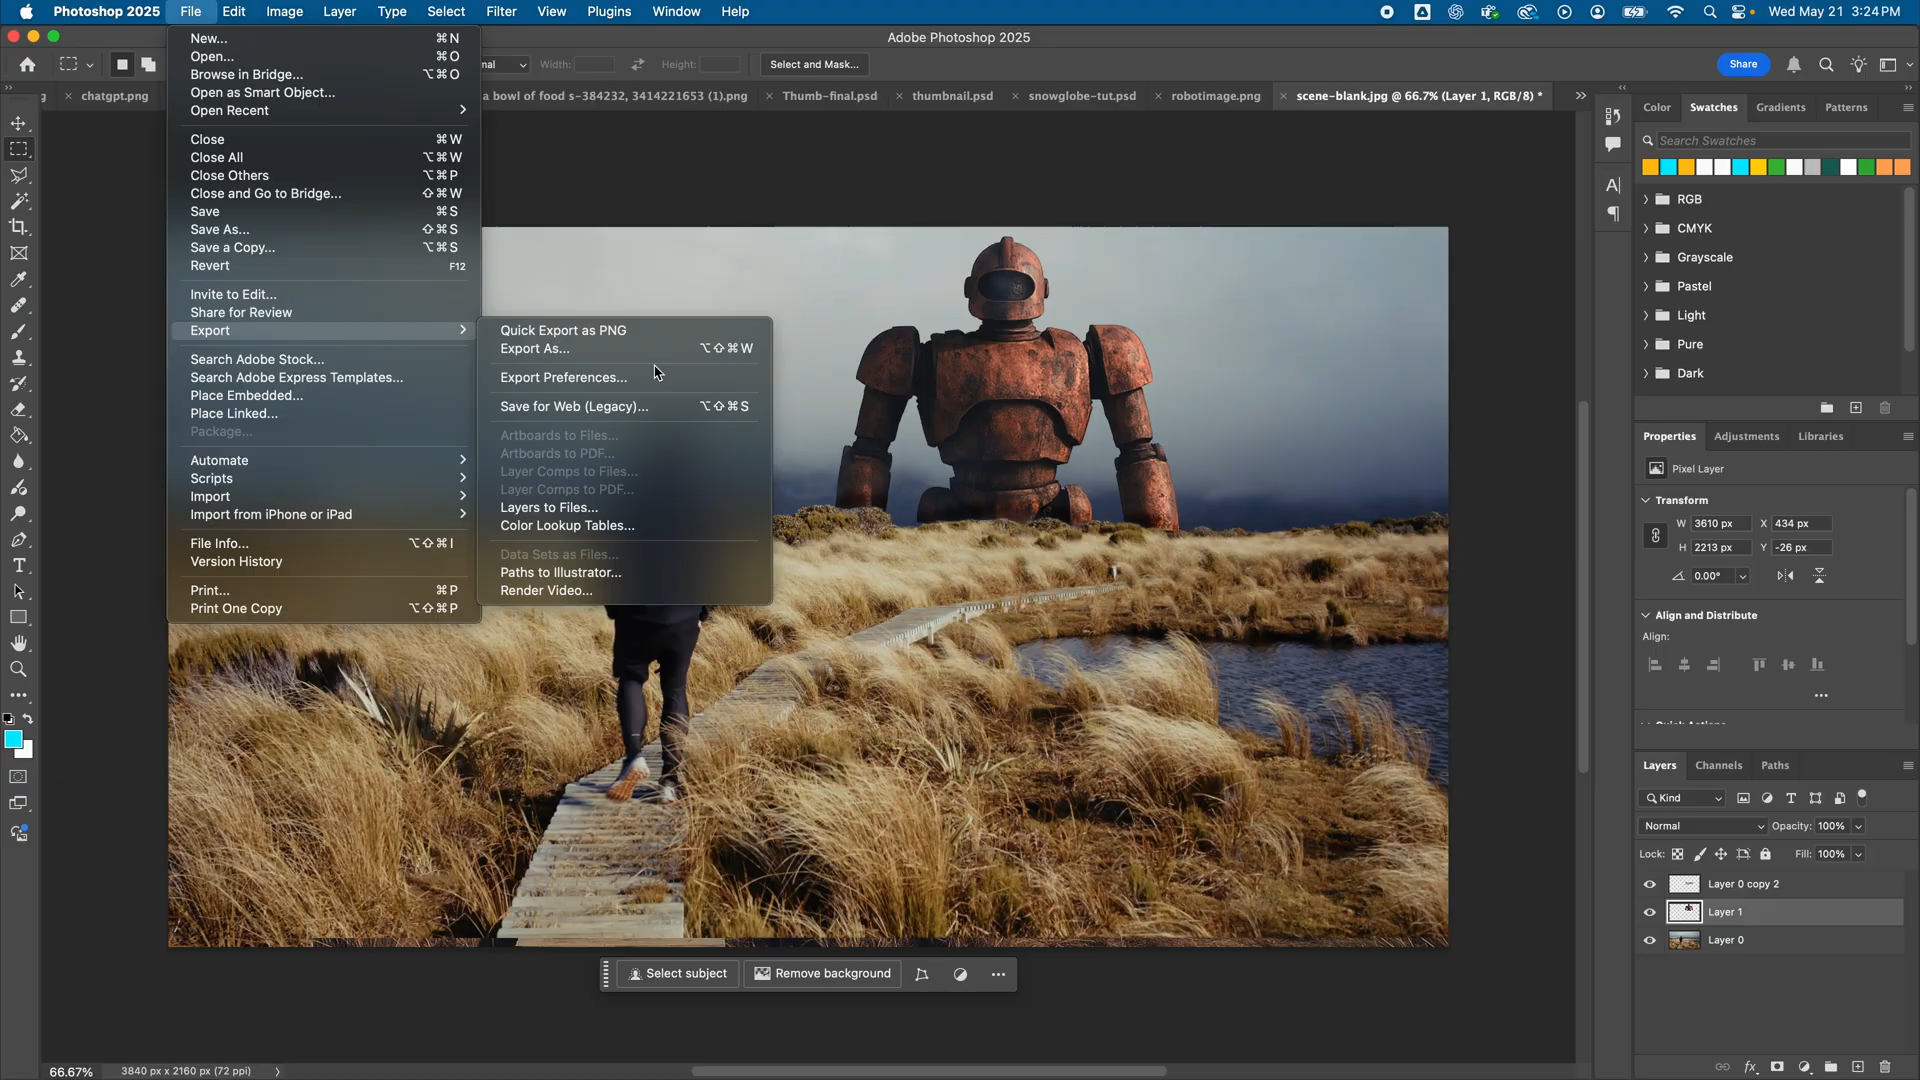 Photoshop 2025 File Edit Image Layer Type Select Filter View Plugins Window Help Wed May 21 3:24 PM
Adobe Photoshop 2025
Width: Height: Select and Mask... Share
chatgpt.png a bowl of food s-384232, 3414221653 (1).png Thumb-final.psd thumbnail.psd snowglobe-tut.psd robotimage.png scene-blank.jpg @ 66.7% (Layer 1, RGB/8) *
New... ⌘N
Open... ⌘O
Browse in Bridge... ⌥⌘O
Open as Smart Object...
Open Recent
Close ⌘W
Close All ⌥⌘W
Close Others ⌥⌘P
Close and Go to Bridge... ⇧⌘W
Save ⌘S
Save As... ⇧⌘S
Save a Copy... ⌥⌘S
Revert F12
Invite to Edit...
Share for Review
Export
Search Adobe Stock...
Search Adobe Express Templates...
Place Embedded...
Place Linked...
Package...
Automate
Scripts
Import
Import from iPhone or iPad
File Info... ⌥⇧⌘I
Version History
Print... ⌘P
Print One Copy ⌥⇧⌘P
Quick Export as PNG
Export As... ⌥⇧⌘W
Export Preferences...
Save for Web (Legacy)... ⌥⇧⌘S
Artboards to Files...
Artboards to PDF...
Layer Comps to Files...
Layer Comps to PDF...
Layers to Files...
Color Lookup Tables...
Data Sets as Files...
Paths to Illustrator...
Render Video...
Color Swatches Gradients Patterns
Search Swatches
RGB
CMYK
Grayscale
Pastel
Light
Pure
Dark
Properties Adjustments Libraries
Pixel Layer
Transform
W 3610 px X 434 px
H 2213 px Y -26 px
0.00°
Align and Distribute
Align:
Layers Channels Paths
Kind
Normal Opacity: 100%
Lock: Fill: 100%
Layer 0 copy 2
Layer 1
Layer 0
Select subject Remove background
66.67% 3840 px x 2160 px (72 ppi)